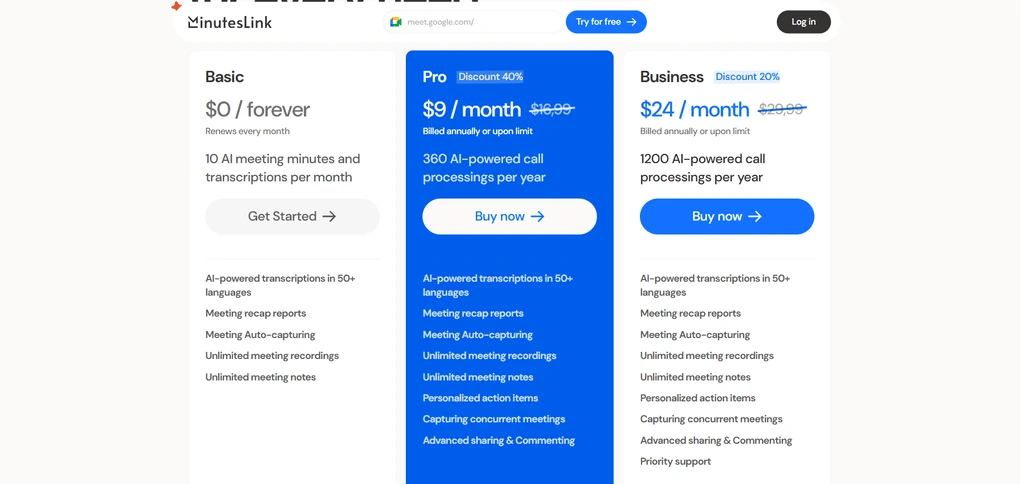 MinutesLink
meet.google.com/
Try for free
Log in
Basic
$0 / forever
Renews every month
10 AI meeting minutes and
transcriptions per month
Get Started
AI-powered transcriptions in 50+
languages
Meeting recap reports
Meeting Auto-capturing
Unlimited meeting recordings
Unlimited meeting notes
Pro Discount 40%
$9 / month $16,99
Billed annually or upon limit
360 AI-powered call
processings per year
Buy now
AI-powered transcriptions in 50+
languages
Meeting recap reports
Meeting Auto-capturing
Unlimited meeting recordings
Unlimited meeting notes
Personalized action items
Capturing concurrent meetings
Advanced sharing & Commenting
Business Discount 20%
$24 / month $29,99
Billed annually or upon limit
1200 AI-powered call
processings per year
Buy now
AI-powered transcriptions in 50+
languages
Meeting recap reports
Meeting Auto-capturing
Unlimited meeting recordings
Unlimited meeting notes
Personalized action items
Capturing concurrent meetings
Advanced sharing & Commenting
Priority support